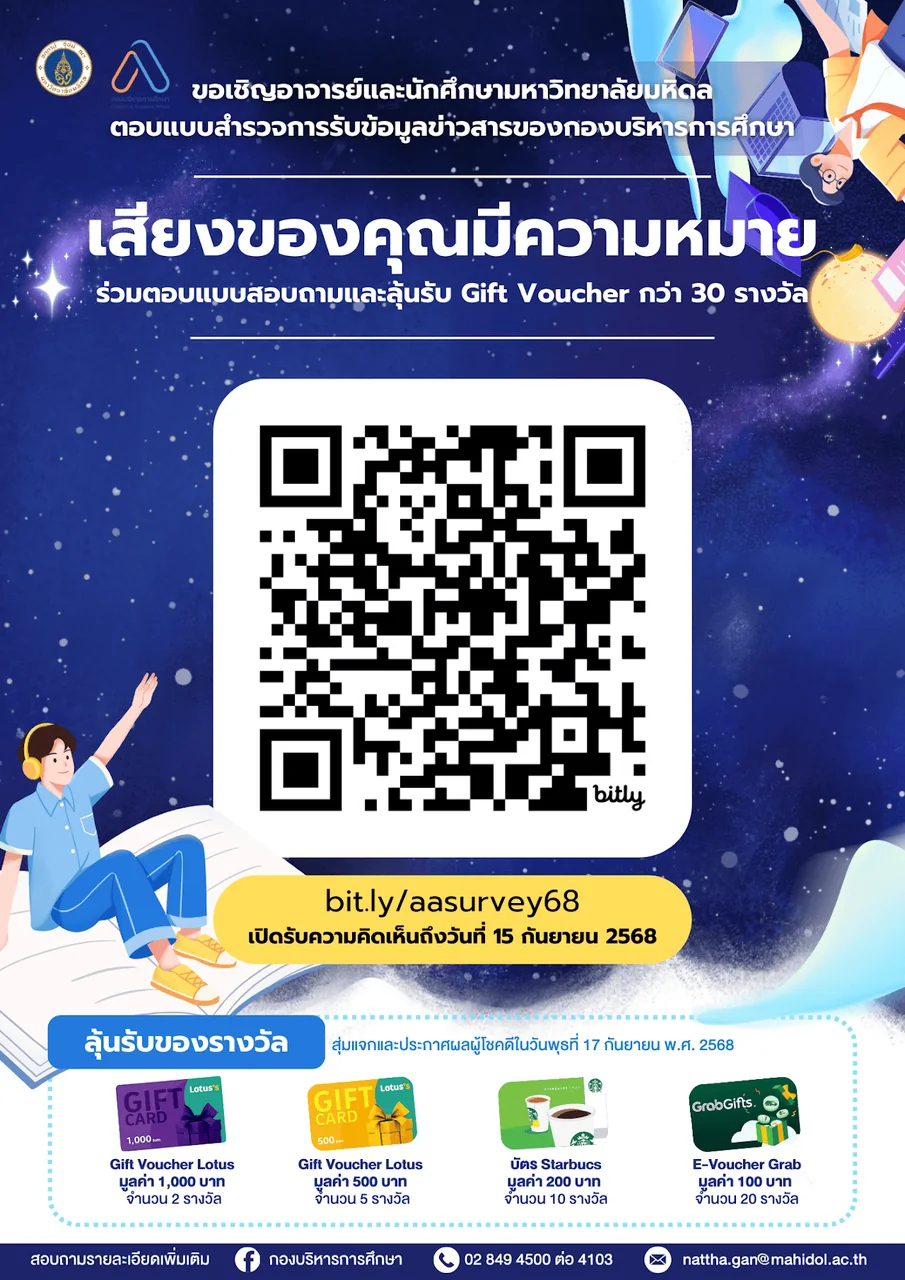 ขอเชิญอาจารย์และนักศึกษามหาวิทยาลัยมหิดล
ตอบแบบสำรวจการรับข้อมูลข่าวสารของกองบริหารการศึกษา
เสียงของคุณมีความหมาย
ร่วมตอบแบบสอบถามและลุ้นรับ Gift Voucher กว่า 30 รางวัล
bitly
bit.ly/aasurvey68
เปิดรับความคิดเห็นถึงวันที่ 15 กันยายน 2568
ลุ้นรับของรางวัล
สุ่มแจกและประกาศผลผู้โชคดีในวันพุธที่ 17 กันยายน พ.ศ. 2568
GIFT CARD Lotus's 1,000
GIFT CARD Lotus's 500
GrabGifts
Gift Voucher Lotus
มูลค่า 1,000 บาท
จำนวน 2 รางวัล
Gift Voucher Lotus
มูลค่า 500 บาท
จำนวน 5 รางวัล
บัตร Starbucs
มูลค่า 200 บาท
จำนวน 10 รางวัล
E-Voucher Grab
มูลค่า 100 บาท
จำนวน 20 รางวัล
สอบถามรายละเอียดเพิ่มเติม กองบริหารการศึกษา 02 849 4500 ต่อ 4103 nattha.gan@mahidol.ac.th